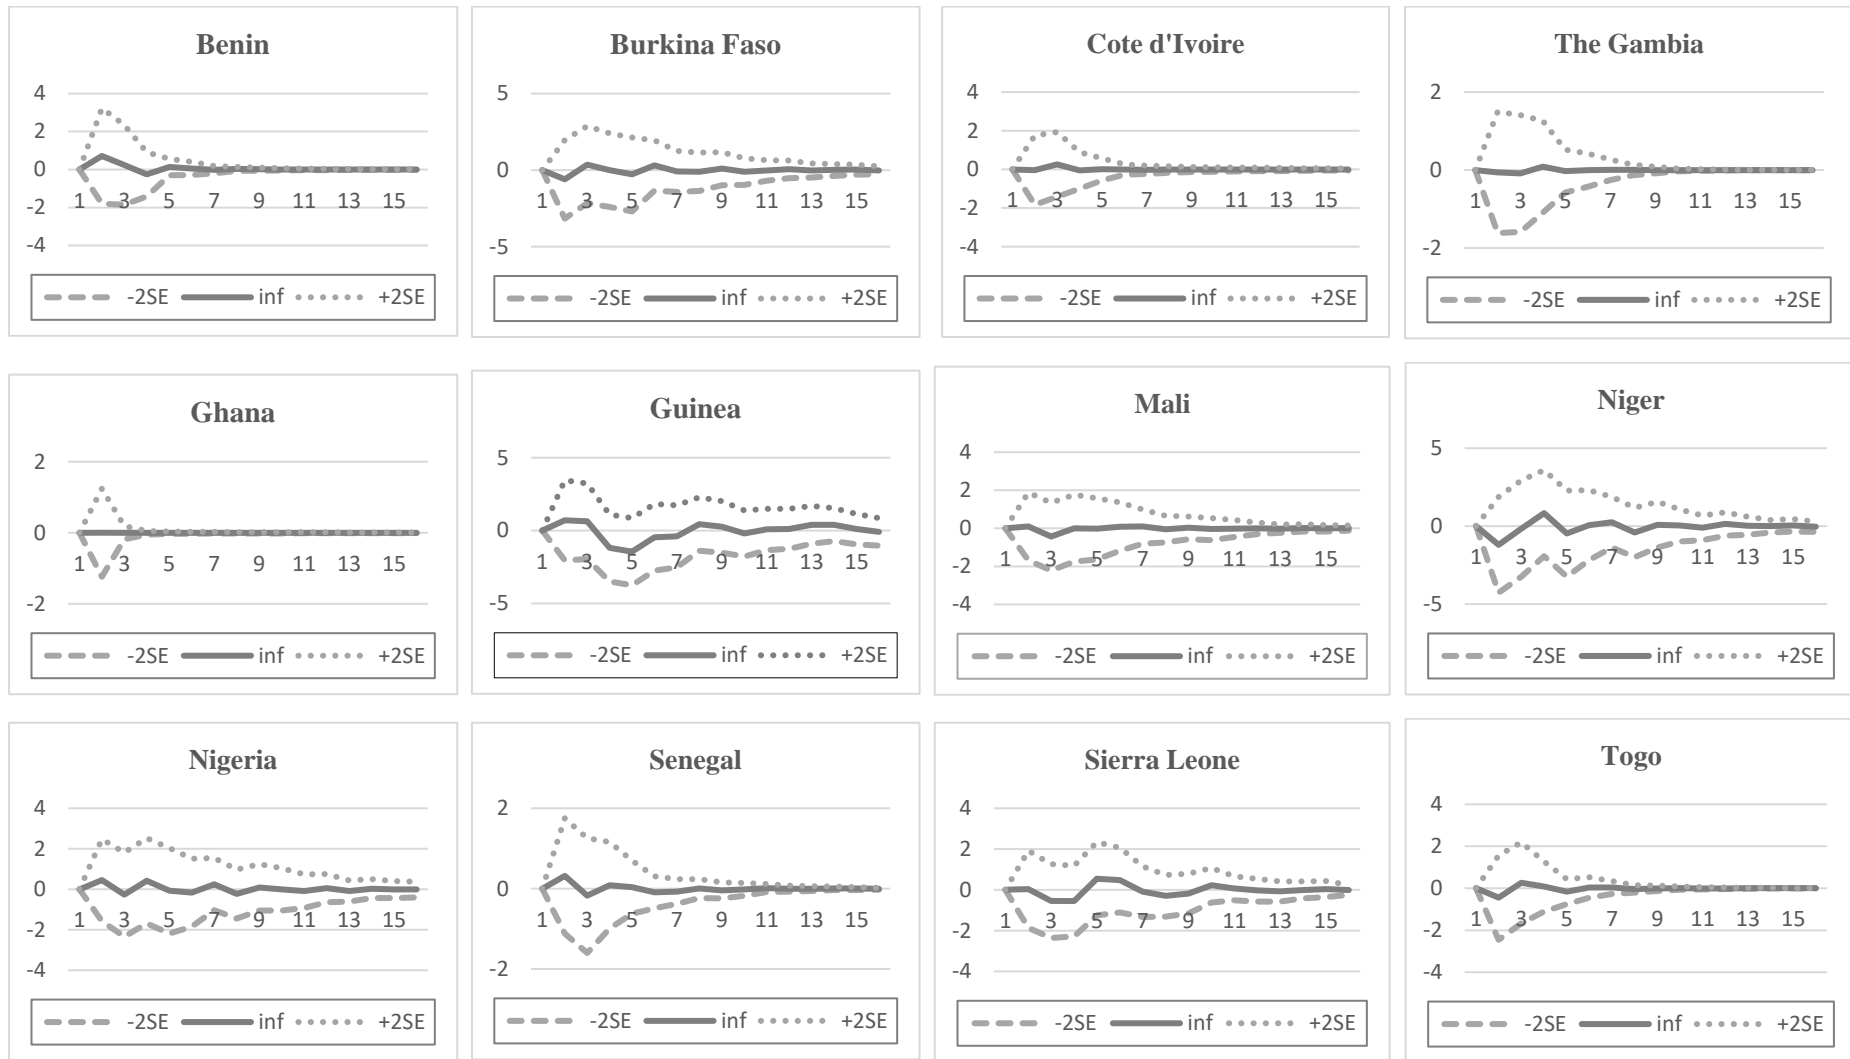 Benin
4
2
0
-2
-4
1 3 5 7 9 11 13 15
-2SE inf +2SE
Burkina Faso
5
0
-5
1 3 5 7 9 11 13 15
-2SE inf +2SE
Cote d'Ivoire
4
2
0
-2
-4
1 3 5 7 9 11 13 15
-2SE inf +2SE
The Gambia
2
0
-2
1 3 5 7 9 11 13 15
-2SE inf +2SE
Ghana
2
0
-2
1 3 5 7 9 11 13 15
-2SE inf +2SE
Guinea
5
0
-5
1 3 5 7 9 11 13 15
-2SE inf +2SE
Mali
4
2
0
-2
-4
1 3 5 7 9 11 13 15
-2SE inf +2SE
Niger
5
0
-5
1 3 5 7 9 11 13 15
-2SE inf +2SE
Nigeria
4
2
0
-2
-4
1 3 5 7 9 11 13 15
-2SE inf +2SE
Senegal
2
0
-2
1 3 5 7 9 11 13 15
-2SE inf +2SE
Sierra Leone
4
2
0
-2
-4
1 3 5 7 9 11 13 15
-2SE inf +2SE
Togo
4
2
0
-2
-4
1 3 5 7 9 11 13 15
-2SE inf +2SE